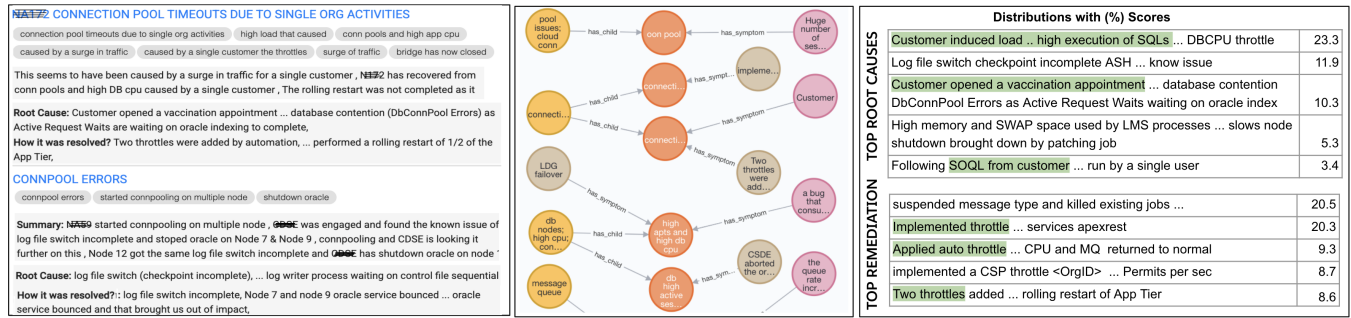 CONNECTION POOL TIMEOUTS DUE TO SINGLE ORG ACTIVITIES
connection pool timeouts due to single org activities
high load that caused
conn pools and high app cpu
caused by a surge in traffic
caused by a single customer the throttles
surge of traffic
bridge has now closed
This seems to have been caused by a surge in traffic for a single customer , has recovered from
conn pools and high DB cpu caused by a single customer , The rolling restart was not completed as it
Root Cause: Customer opened a vaccination appointment ... database contention (DbConnPool Errors) as
Active Request Waits are waiting on oracle indexing to complete,
How it was resolved? Two throttles were added by automation, ... performed a rolling restart of 1/2 of the
App Tier,
CONNPOOL ERRORS
connpool errors
started connpooling on multiple node
shutdown oracle
Summary: started connpooling on multiple node , was engaged and found the known issue of
log file switch incomplete and stoped oracle on Node 7 & Node 9 , connpooling and CDSE is looking it
further on this , Node 12 got the same log file switch incomplete and has shutdown oracle on node
Root Cause: log file switch (checkpoint incomplete), ... log writer process waiting on control file sequential
How it was resolved?: log file switch incomplete, Node 7 and node 9 oracle service bounced ... oracle
service bounced and that brought us out of impact,
pool
issues;
cloud
conn
has_child
oon pool
has_symptom
Huge
number
of
ses...
impleme...
has_sympt...
connecti...
has_child
Customer
connecti...
has_child
has_symptom
connecti...
has_symptom
Two
throttles
were
add...
LDG
failover
has_symptom
a bug
that
consu...
has_symptom
high
apts and
high db
cpu
db
nodes;
high cpu;
con...
has_child
has_child
CSDE
aborted
the or...
has_sym...
db
high
active
ses...
the
queue
rate
incr...
message
queue
Distributions with (%) Scores
TOP ROOT CAUSES
Customer induced load .. high execution of SQLs ... DBCPU throttle 23.3
Log file switch checkpoint incomplete ASH ... know issue 11.9
Customer opened a vaccination appointment ... database contention
DbConnPool Errors as Active Request Waits waiting on oracle index 10.3
High memory and SWAP space used by LMS processes ... slows node
shutdown brought down by patching job 5.3
Following SOQL from customer ... run by a single user 3.4
TOP REMEDIATION
suspended message type and killed existing jobs ... 20.5
Implemented throttle ... services apexrest 20.3
Applied auto throttle ... CPU and MQ returned to normal 9.3
implemented a CSP throttle <OrgID> ... Permits per sec 8.7
Two throttles added ... rolling restart of App Tier 8.6